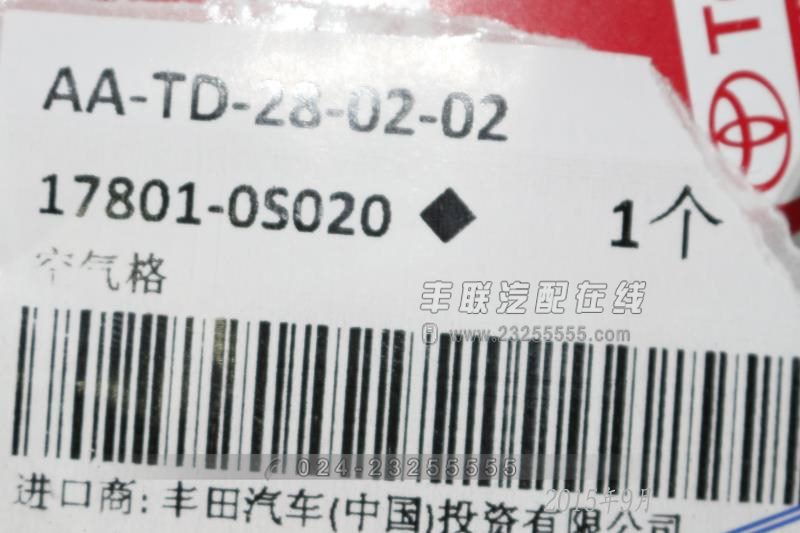 AA-TD-28-02-02
17801-0S020 ◆ 1个
空气格
丰联汽配在线
www.23255555.com
024-23255555
2015年9月
进口商: 丰田汽车(中国)投资有限公司